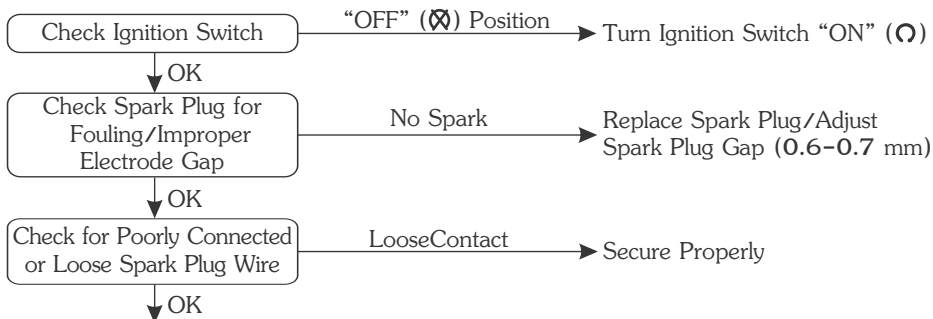 Check Ignition Switch
“OFF” (⦻) Position
Turn Ignition Switch “ON” (Ω)
OK
Check Spark Plug for
Fouling/Improper
Electrode Gap
No Spark
Replace Spark Plug/Adjust
Spark Plug Gap (0.6–0.7 mm)
OK
Check for Poorly Connected
or Loose Spark Plug Wire
LooseContact
Secure Properly
OK